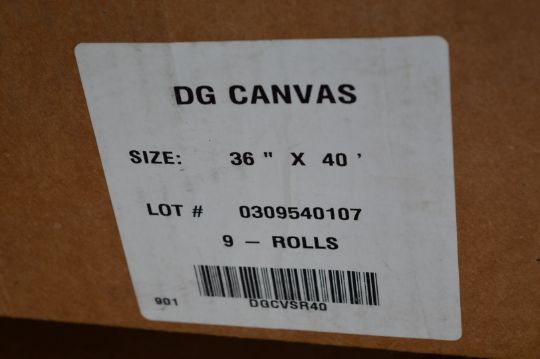 DG CANVAS
SIZE: 36 " X 40 '
LOT # 0309540107
9 – ROLLS
901 DGCVSR40